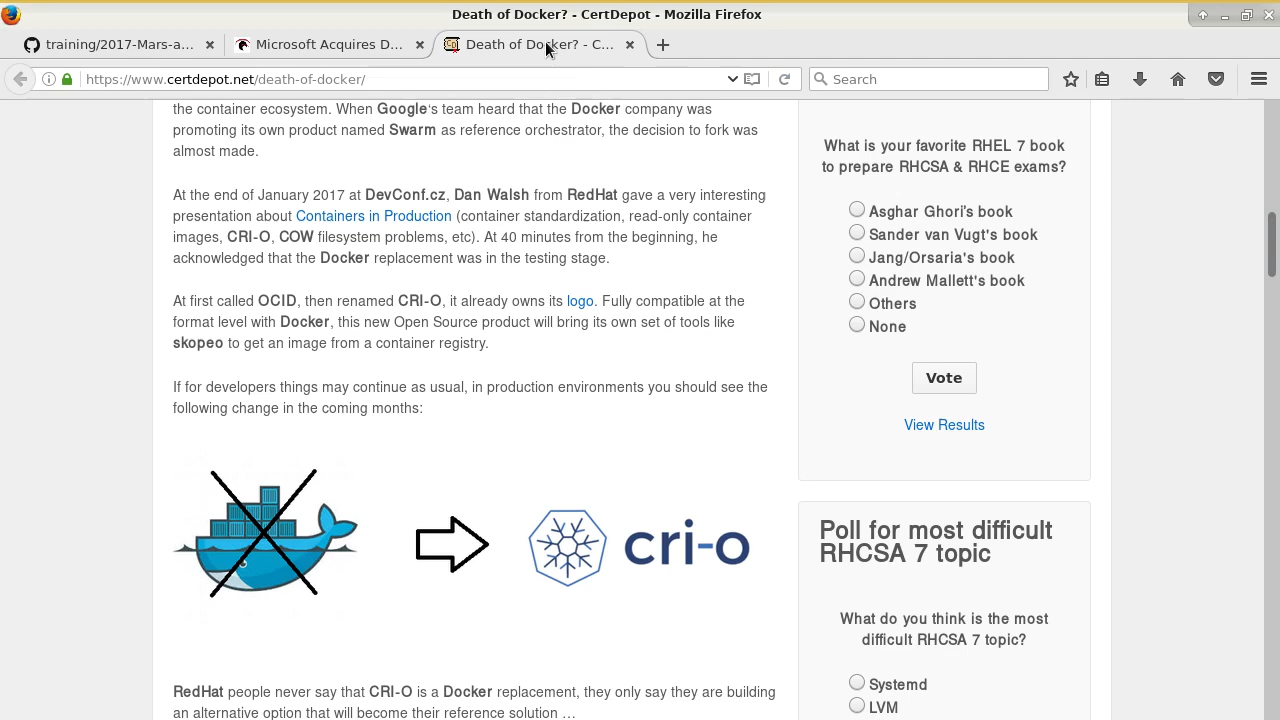 Death of Docker? - CertDepot - Mozilla Firefox
training/2017-Mars-a...
Microsoft Acquires D...
Death of Docker? - C...
https://www.certdepot.net/death-of-docker/
Search
the container ecosystem. When Google's team heard that the Docker company was
promoting its own product named Swarm as reference orchestrator, the decision to fork was
almost made.
At the end of January 2017 at DevConf.cz, Dan Walsh from RedHat gave a very interesting
presentation about Containers in Production (container standardization, read-only container
images, CRI-O, COW filesystem problems, etc). At 40 minutes from the beginning, he
acknowledged that the Docker replacement was in the testing stage.
At first called OCID, then renamed CRI-O, it already owns its logo. Fully compatible at the
format level with Docker, this new Open Source product will bring its own set of tools like
skopeo to get an image from a container registry.
If for developers things may continue as usual, in production environments you should see the
following change in the coming months:
cri-o
RedHat people never say that CRI-O is a Docker replacement, they only say they are building
an alternative option that will become their reference solution …
What is your favorite RHEL 7 book
to prepare RHCSA & RHCE exams?
Asghar Ghori's book
Sander van Vugt's book
Jang/Orsaria's book
Andrew Mallett's book
Others
None
Vote
View Results
Poll for most difficult
RHCSA 7 topic
What do you think is the most
difficult RHCSA 7 topic?
Systemd
LVM